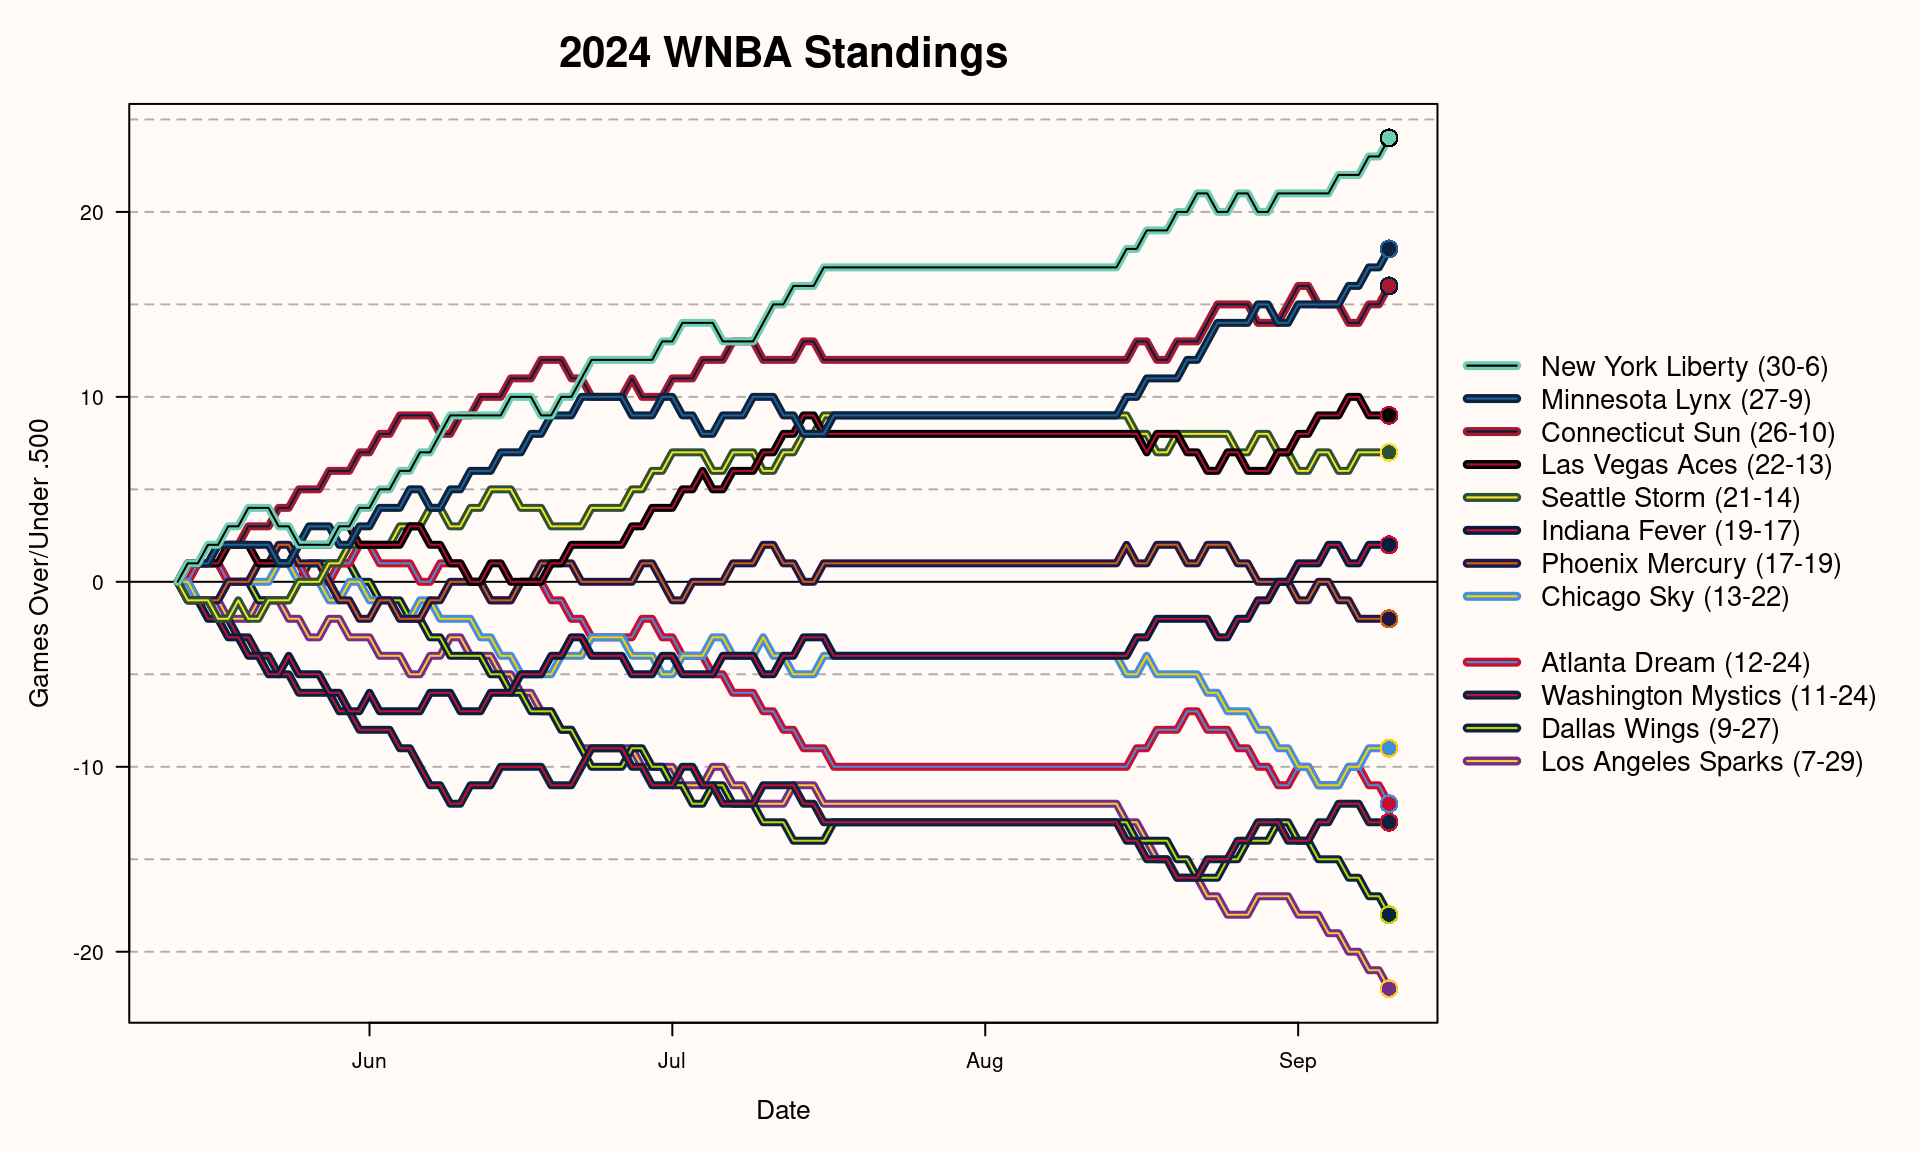 2024 WNBA Standings
Games Over/Under .500
20
10
0
-10
-20
Jun
Jul
Aug
Sep
Date
New York Liberty (30-6)
Minnesota Lynx (27-9)
Connecticut Sun (26-10)
Las Vegas Aces (22-13)
Seattle Storm (21-14)
Indiana Fever (19-17)
Phoenix Mercury (17-19)
Chicago Sky (13-22)
Atlanta Dream (12-24)
Washington Mystics (11-24)
Dallas Wings (9-27)
Los Angeles Sparks (7-29)